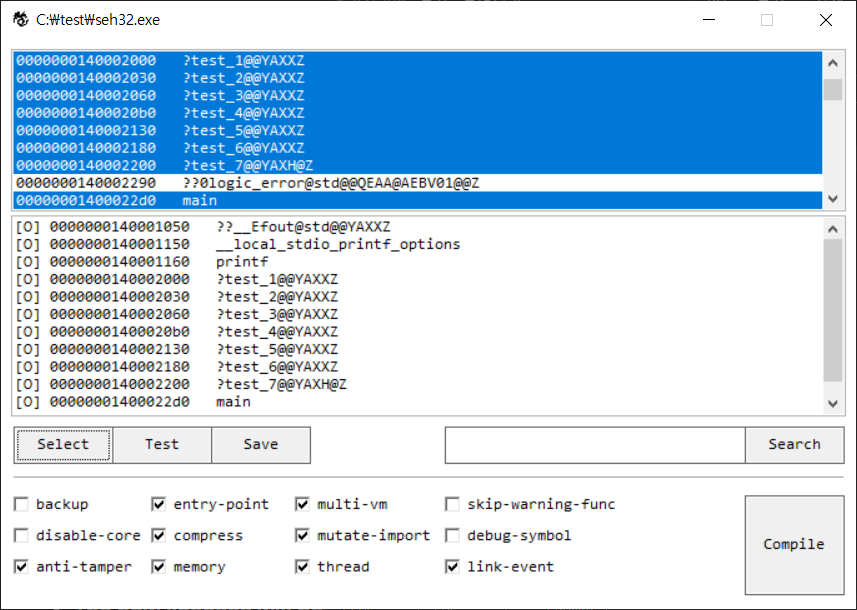 C:₩test₩seh32.exe
0000000140002000 ?test_1@@YAXXZ
0000000140002030 ?test_2@@YAXXZ
0000000140002060 ?test_3@@YAXXZ
00000001400020b0 ?test_4@@YAXXZ
0000000140002130 ?test_5@@YAXXZ
0000000140002180 ?test_6@@YAXXZ
0000000140002200 ?test_7@@YAXH@Z
0000000140002290 ??0logic_error@std@@QEAA@AEBV01@@Z
00000001400022d0 main
[O] 0000000140001050 ??__Efout@std@@YAXXZ
[O] 0000000140001150 __local_stdio_printf_options
[O] 0000000140001160 printf
[O] 0000000140002000 ?test_1@@YAXXZ
[O] 0000000140002030 ?test_2@@YAXXZ
[O] 0000000140002060 ?test_3@@YAXXZ
[O] 00000001400020b0 ?test_4@@YAXXZ
[O] 0000000140002130 ?test_5@@YAXXZ
[O] 0000000140002180 ?test_6@@YAXXZ
[O] 0000000140002200 ?test_7@@YAXH@Z
[O] 00000001400022d0 main
Select Test Save Search
backup entry-point multi-vm skip-warning-func
disable-core compress mutate-import debug-symbol
anti-tamper memory thread link-event
Compile